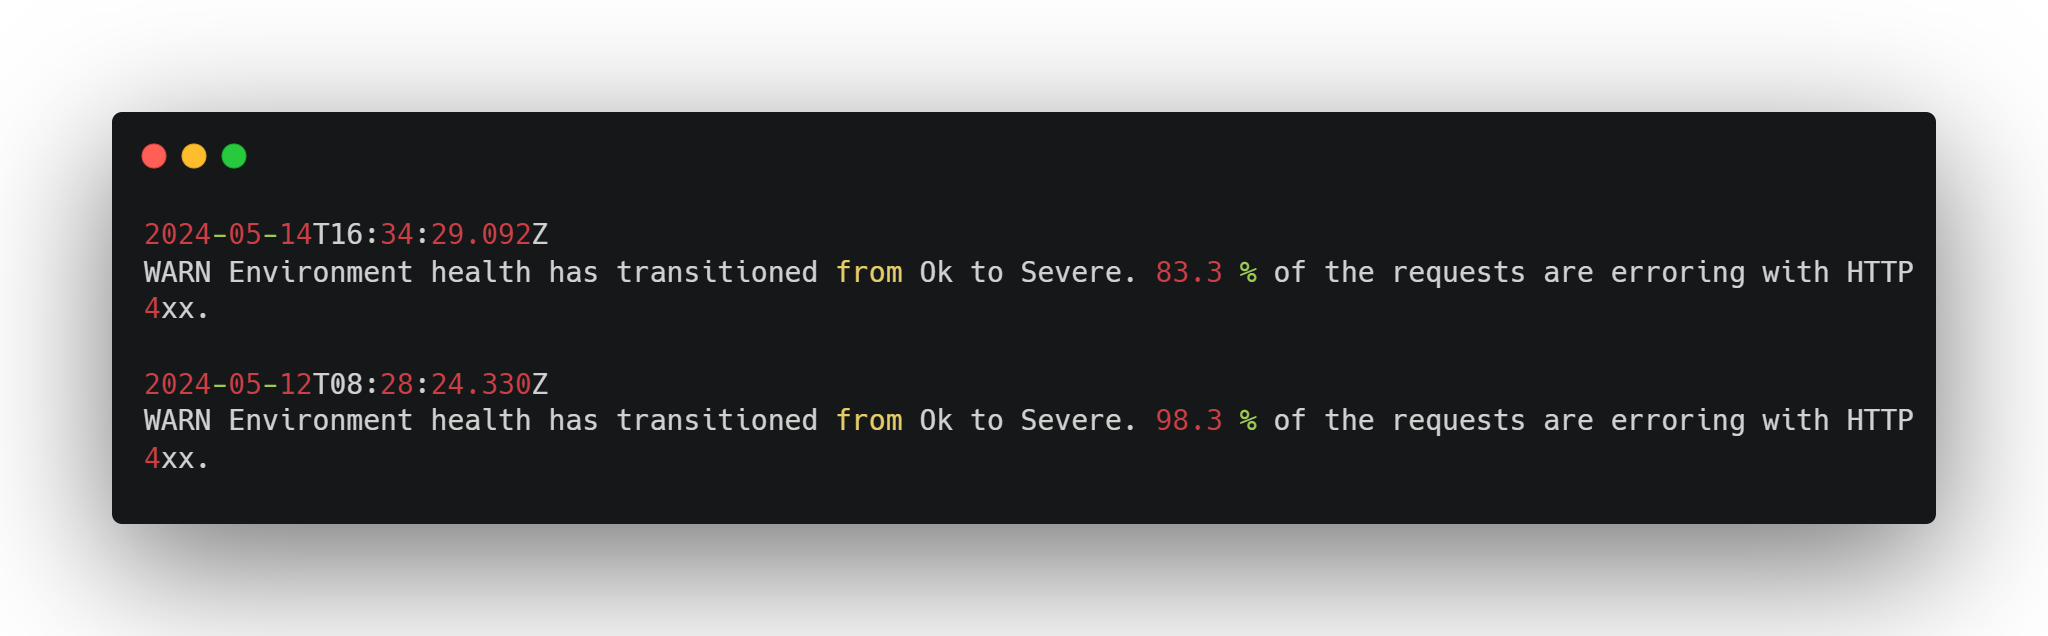 2024-05-14T16:34:29.092Z
WARN Environment health has transitioned from Ok to Severe. 83.3 % of the requests are erroring with HTTP
4xx.
2024-05-12T08:28:24.330Z
WARN Environment health has transitioned from Ok to Severe. 98.3 % of the requests are erroring with HTTP
4xx.